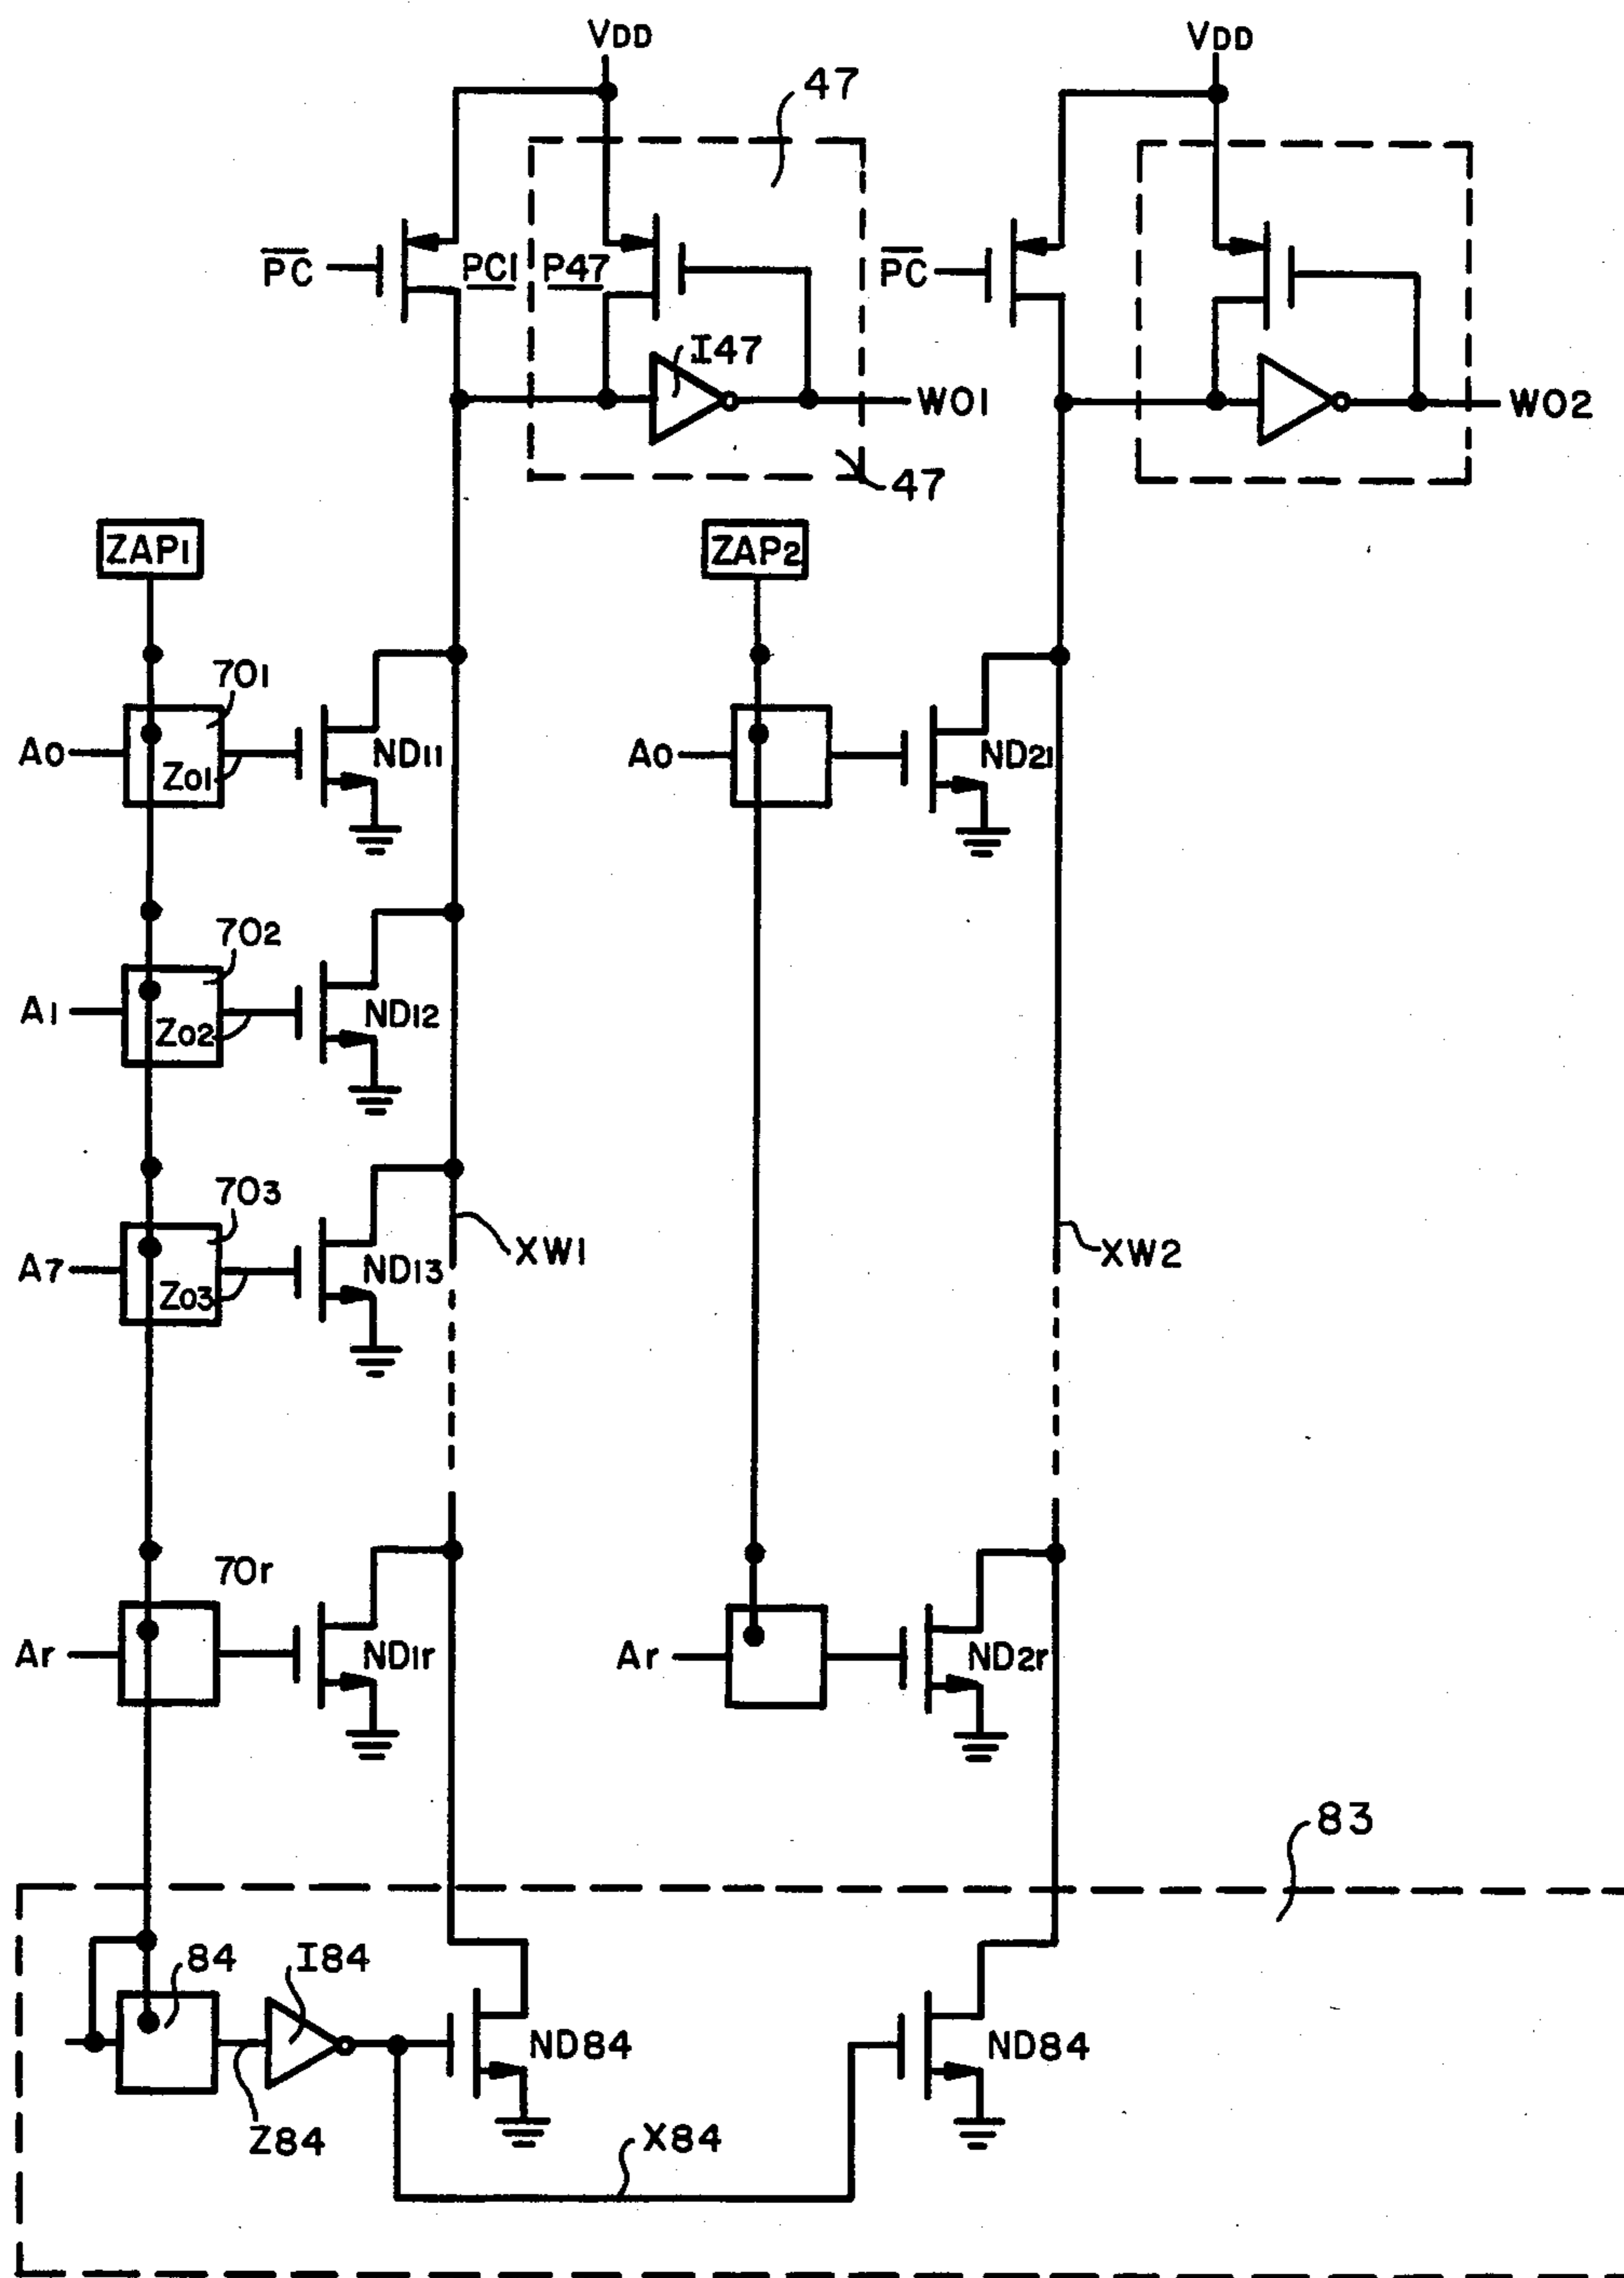 VDD
VDD
47
PC
PC1
P47
PC
I47
WO1
WO2
47
ZAP1
ZAP2
701
A0
Z01
ND11
A0
ND21
702
A1
Z02
ND12
703
A7
Z03
ND13
XW1
XW2
70r
Ar
ND1r
Ar
ND2r
83
84
I84
ND84
ND84
Z84
X84